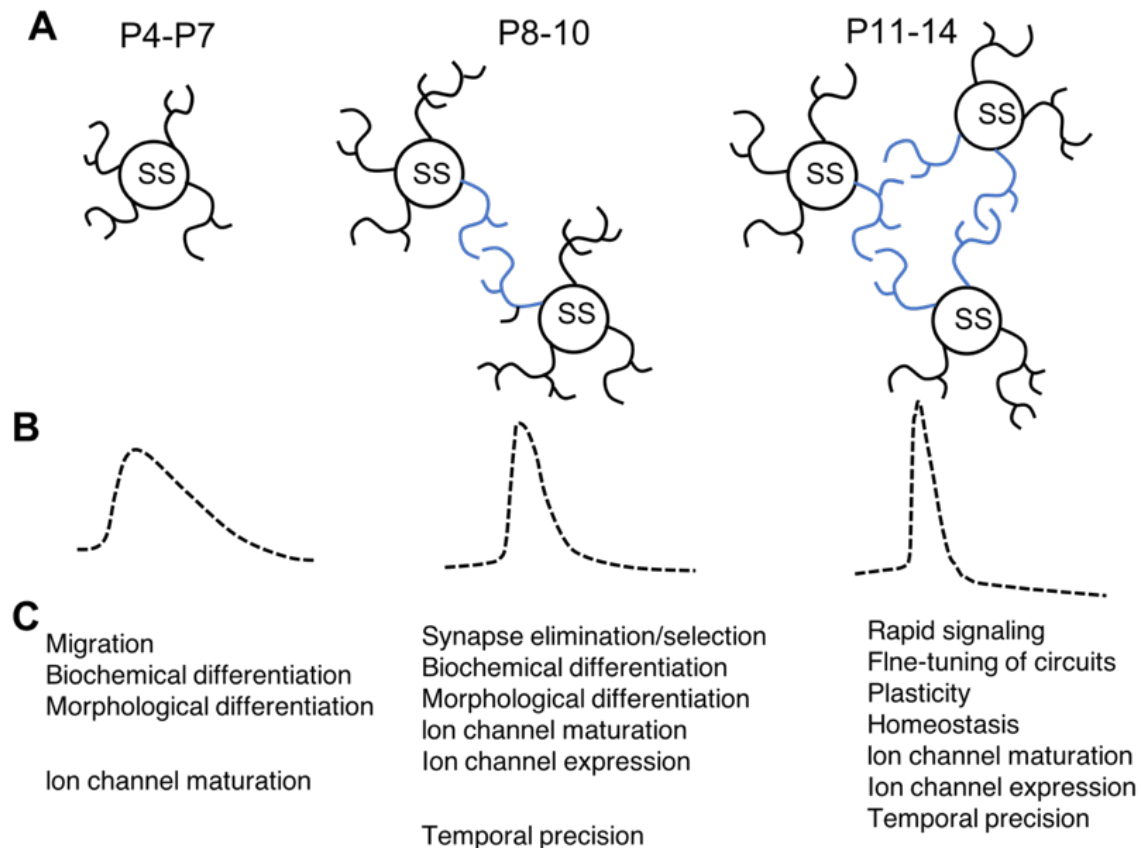 A
P4-P7
P8-10
P11-14
SS
SS
SS
SS
SS
SS
B
C
Migration
Biochemical differentiation
Morphological differentiation
Ion channel maturation
Synapse elimination/selection
Biochemical differentiation
Morphological differentiation
Ion channel maturation
Ion channel expression
Temporal precision
Rapid signaling
FIne-tuning of circuits
Plasticity
Homeostasis
Ion channel maturation
Ion channel expression
Temporal precision